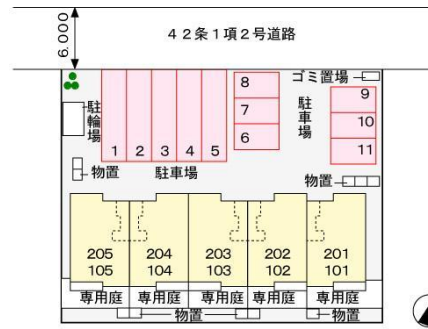 6.000
42条1項2号道路
ゴミ置場
駐輪場
1
2
3
4
5
8
7
6
駐車場
9
10
11
物置
駐車場
物置
205
105
204
104
203
103
202
102
201
101
専用庭
専用庭
専用庭
専用庭
専用庭
物置
物置